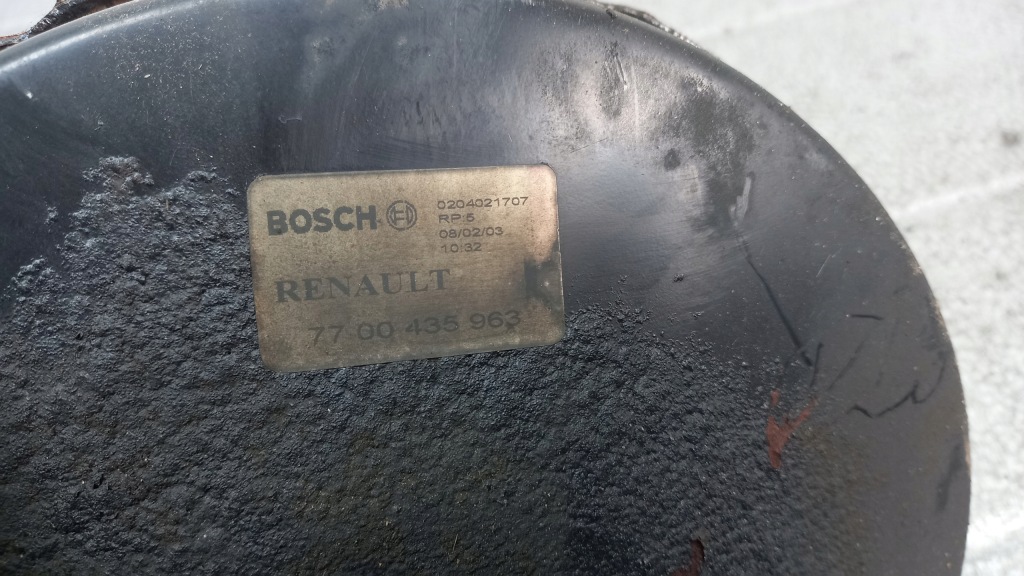 BOSCH 0204021707
RP:5
08/02/03
10:32
RENAULT K
77 00 435 963